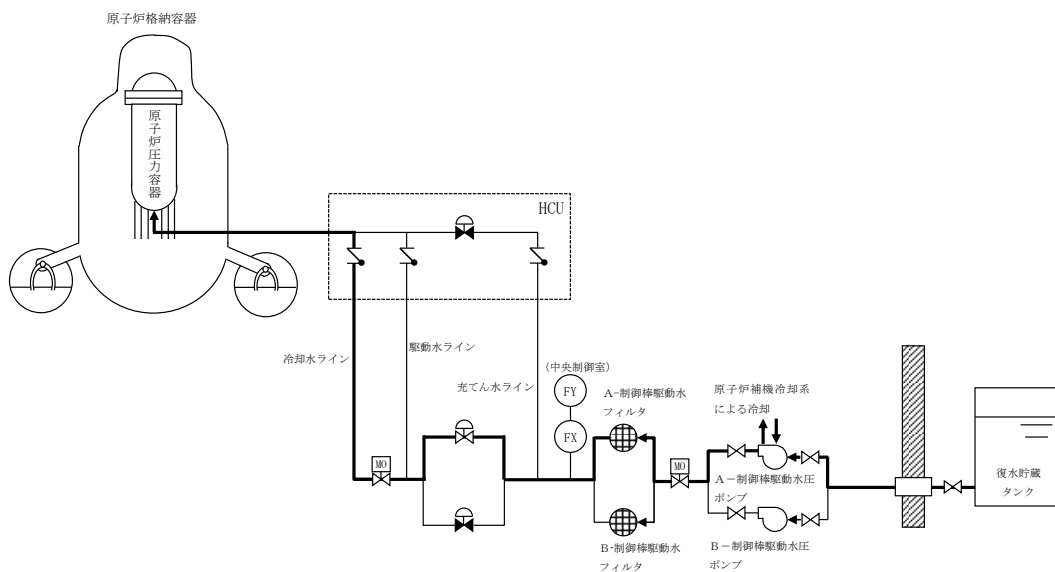 原子炉格納容器
原子炉圧力容器
HCU
冷却水ライン
駆動水ライン
充てん水ライン
(中央制御室)
FY
FX
A-制御棒駆動水
フィルタ
原子炉補機冷却系
による冷却
MO
MO
A-制御棒駆動水圧
ポンプ
復水貯蔵
タンク
B-制御棒駆動水
フィルタ
B-制御棒駆動水圧
ポンプ